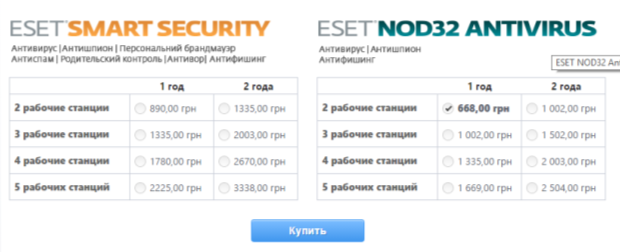 ESET SMART SECURITY
Антивирус |Антишпион | Персональный брандмауэр
Антиспам | Родительский контроль |Антивор| Антифишинг
1 год 2 года
2 рабочие станции 890,00 грн 1335,00 грн
3 рабочие станции 1335,00 грн 2003,00 грн
4 рабочие станции 1780,00 грн 2670,00 грн
5 рабочих станций 2225,00 грн 3338,00 грн
ESET NOD32 ANTIVIRUS
Антивирус |Антишпион
Антифишинг
ESET NOD32 Ant
1 год 2 года
2 рабочие станции 668,00 грн 1 002,00 грн
3 рабочие станции 1 002,00 грн 1 502,00 грн
4 рабочие станции 1 335,00 грн 2 003,00 грн
5 рабочих станций 1 669,00 грн 2 504,00 грн
Купить